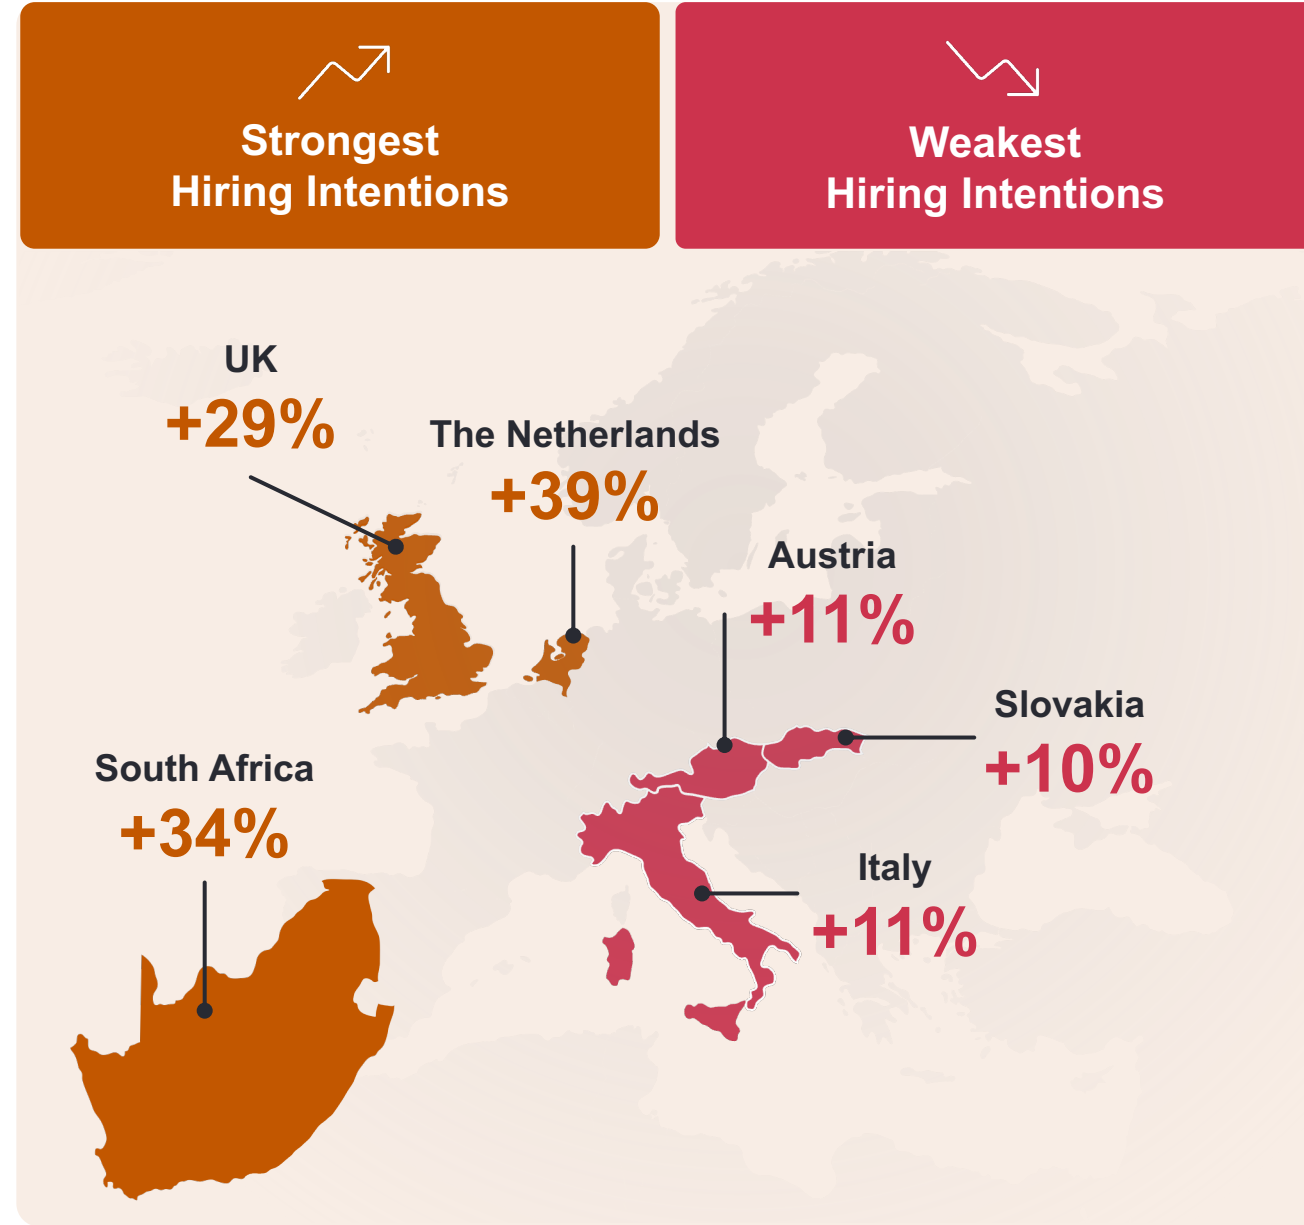 Strongest
Hiring Intentions
Weakest
Hiring Intentions
UK
+29%
The Netherlands
+39%
Austria
+11%
Slovakia
+10%
South Africa
+34%
Italy
+11%